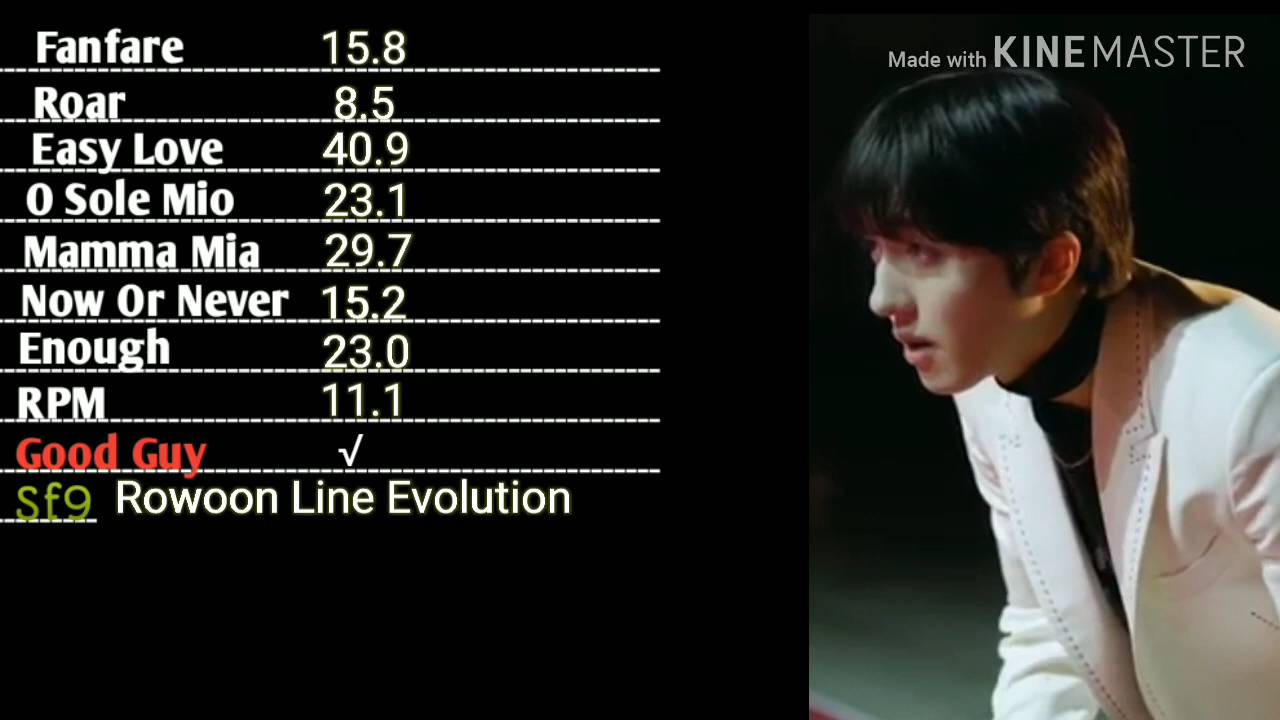 Fanfare 15.8
Made with KINEMASTER
Roar 8.5
Easy Love 40.9
O Sole Mio 23.1
Mamma Mia 29.7
Now Or Never 15.2
Enough 23.0
RPM 11.1
Good Guy √
Sf9 Rowoon Line Evolution